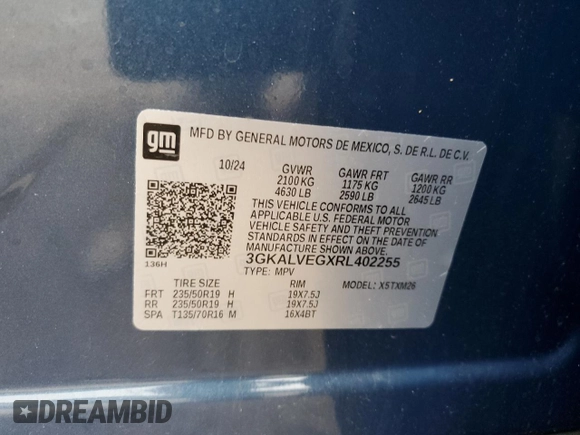 gm
MFD BY GENERAL MOTORS DE MEXICO, S. DE R.L. DE C.V.
10/24 GVWR GAWR FRT GAWR RR
2100 KG 1175 KG 1200 KG
4630 LB 2590 LB 2645 LB
THIS VEHICLE CONFORMS TO ALL
APPLICABLE U.S. FEDERAL MOTOR
VEHICLE SAFETY AND THEFT
PREVENTION STANDARDS IN
EFFECT ON THE DATE OF
MANUFACTURE SHOWN ABOVE.
136H 3GKALVEGXRL402255
TYPE: MPV MODEL: XSTXM26
TIRE SIZE RIM
FRT 235/50R19 H 19X7.5J
RR 235/50R19 H 19X7.5J
SPA T135/70R16 M 16X4BT
DREAMBID